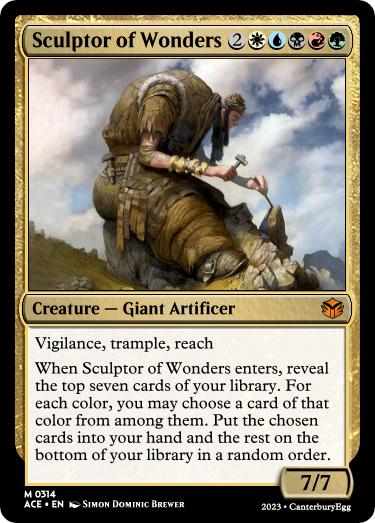 Sculptor of Wonders 2
Creature — Giant Artificer
Vigilance, trample, reach
When Sculptor of Wonders enters, reveal
the top seven cards of your library. For
each color, you may choose a card of that
color from among them. Put the chosen
cards into your hand and the rest on the
bottom of your library in a random order.
7/7
M 0314
ACE • EN Simon Dominic Brewer
2023 • CanterburyEgg